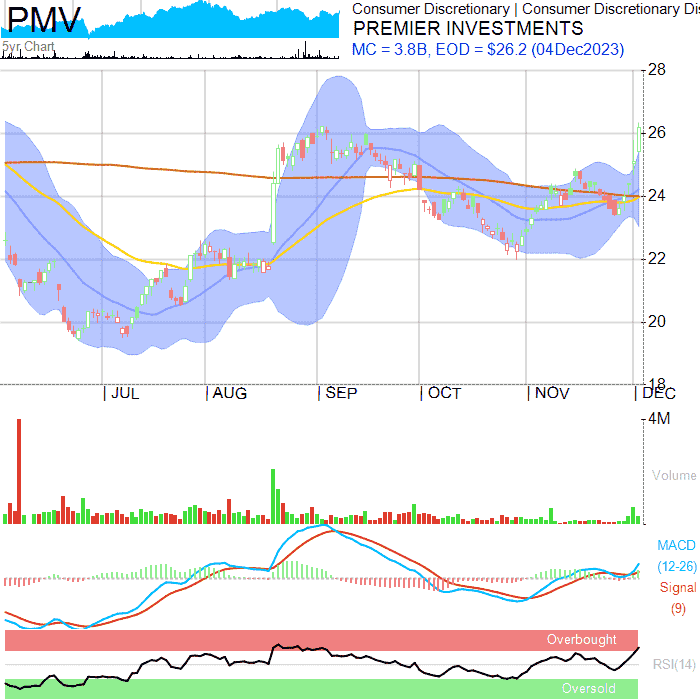 PMV
5yr Chart
Consumer Discretionary | Consumer Discretionary Dis
PREMIER INVESTMENTS
MC = 3.8B, EOD = $26.2 (04Dec2023)
28
26
24
22
20
18
JUL AUG SEP OCT NOV DEC
4M
Volume
MACD
(12-26)
Signal
(9)
Overbought
RSI(14)
Oversold